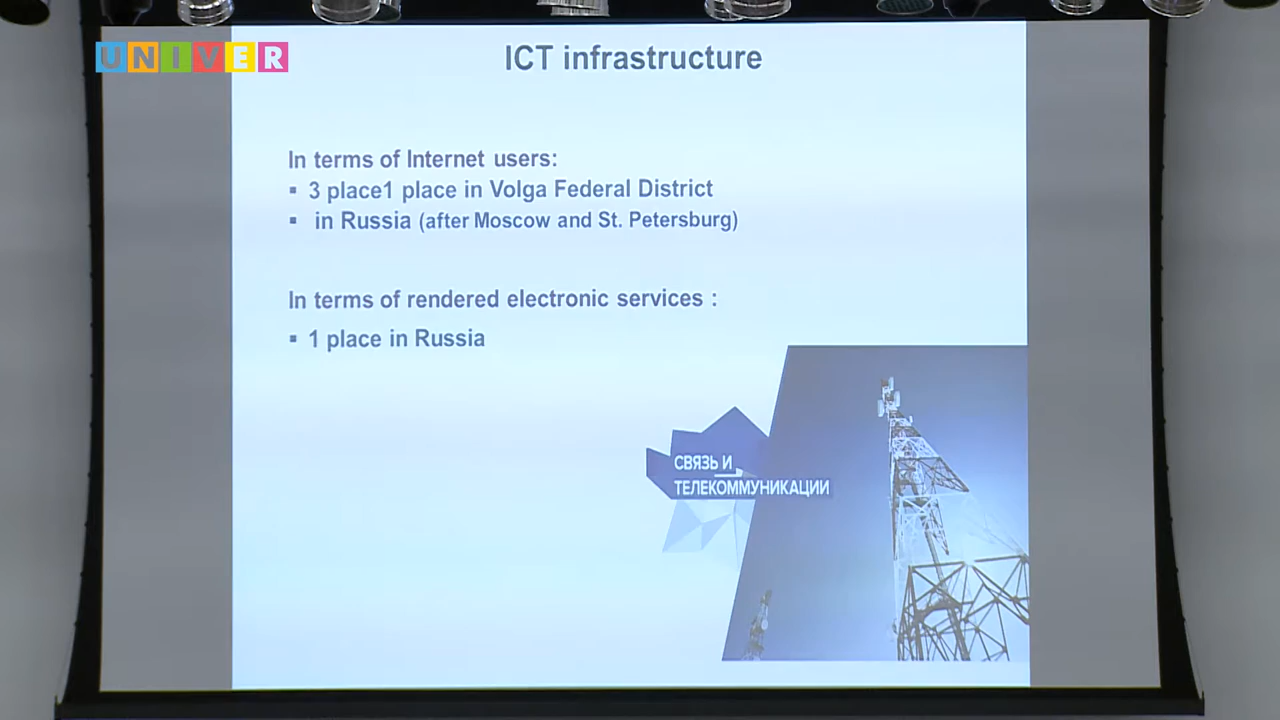 UNIVER
ICT infrastructure
In terms of Internet users:
▪ 3 place1 place in Volga Federal District
▪ in Russia (after Moscow and St. Petersburg)
In terms of rendered electronic services :
▪ 1 place in Russia
СВЯЗЬ И
ТЕЛЕКОММУНИКАЦИИ